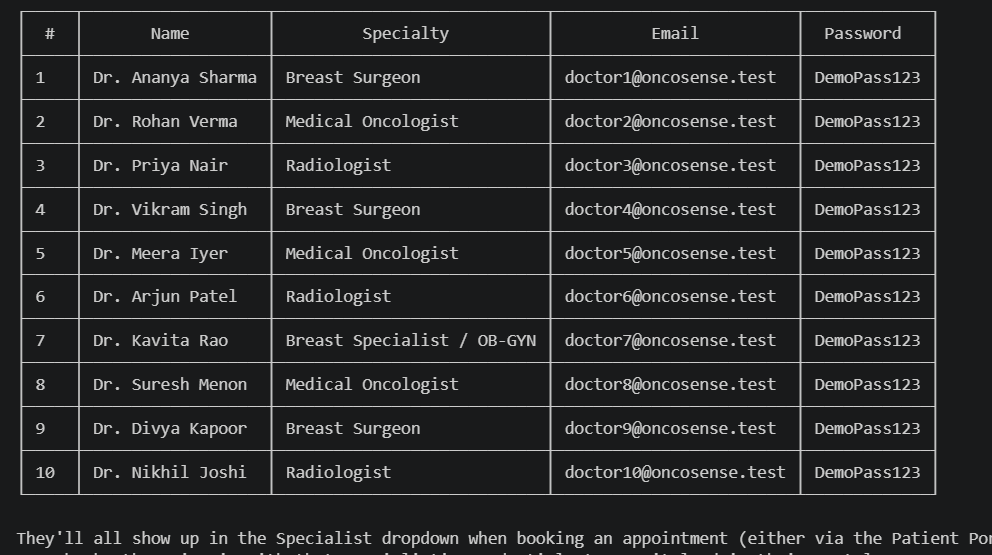 # Name Specialty Email Password
1 Dr. Ananya Sharma Breast Surgeon doctor1@oncosense.test DemoPass123
2 Dr. Rohan Verma Medical Oncologist doctor2@oncosense.test DemoPass123
3 Dr. Priya Nair Radiologist doctor3@oncosense.test DemoPass123
4 Dr. Vikram Singh Breast Surgeon doctor4@oncosense.test DemoPass123
5 Dr. Meera Iyer Medical Oncologist doctor5@oncosense.test DemoPass123
6 Dr. Arjun Patel Radiologist doctor6@oncosense.test DemoPass123
7 Dr. Kavita Rao Breast Specialist / OB-GYN doctor7@oncosense.test DemoPass123
8 Dr. Suresh Menon Medical Oncologist doctor8@oncosense.test DemoPass123
9 Dr. Divya Kapoor Breast Surgeon doctor9@oncosense.test DemoPass123
10 Dr. Nikhil Joshi Radiologist doctor10@oncosense.test DemoPass123
They'll all show up in the Specialist dropdown when booking an appointment (either via the Patient Por